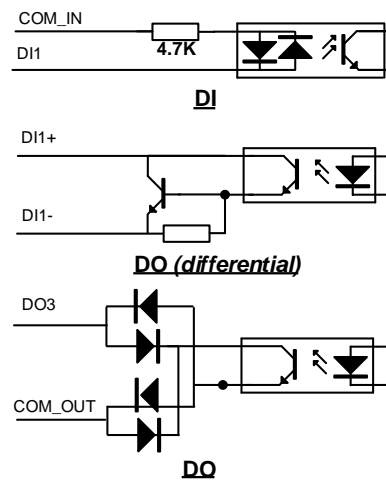 COM_IN
4.7K
DI1
DI
DI1+
DI1-
DO (differential)
DO3
COM_OUT
DO